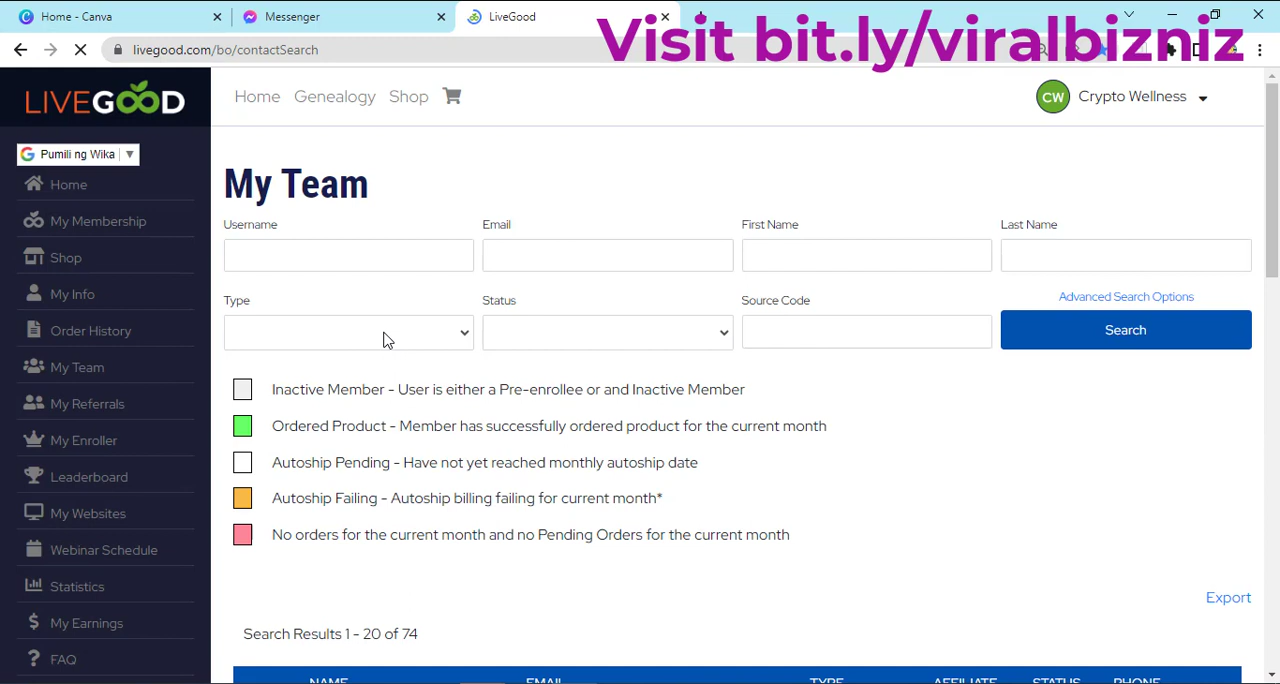 Home - Canva
Messenger
LiveGood
Visit bit.ly/viralbizniz
livegood.com/bo/contactSearch
LIVEGOOD
Home Genealogy Shop
CW Crypto Wellness
Pumili ng Wika
Home
My Membership
Shop
My Info
Order History
My Team
My Referrals
My Enroller
Leaderboard
My Websites
Webinar Schedule
Statistics
My Earnings
FAQ
My Team
Username Email First Name Last Name
Type Status Source Code Advanced Search Options
Search
Inactive Member - User is either a Pre-enrollee or and Inactive Member
Ordered Product - Member has successfully ordered product for the current month
Autoship Pending - Have not yet reached monthly autoship date
Autoship Failing - Autoship billing failing for current month*
No orders for the current month and no Pending Orders for the current month
Export
Search Results 1 - 20 of 74
NAME EMAIL TYPE AFFILIATE STATUS PHONE